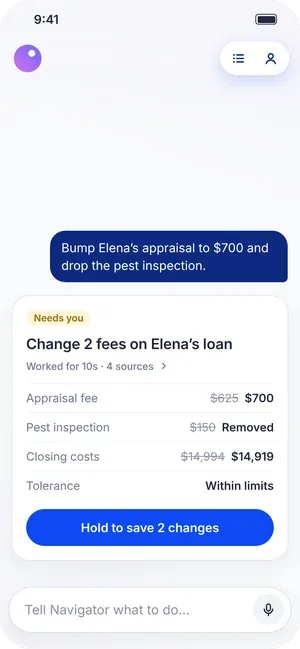 9:41
Bump Elena's appraisal to $700 and
drop the pest inspection.
Needs you
Change 2 fees on Elena's loan
Worked for 10s · 4 sources
Appraisal fee $625 $700
Pest inspection $150 Removed
Closing costs $14,994 $14,919
Tolerance Within limits
Hold to save 2 changes
Tell Navigator what to do...